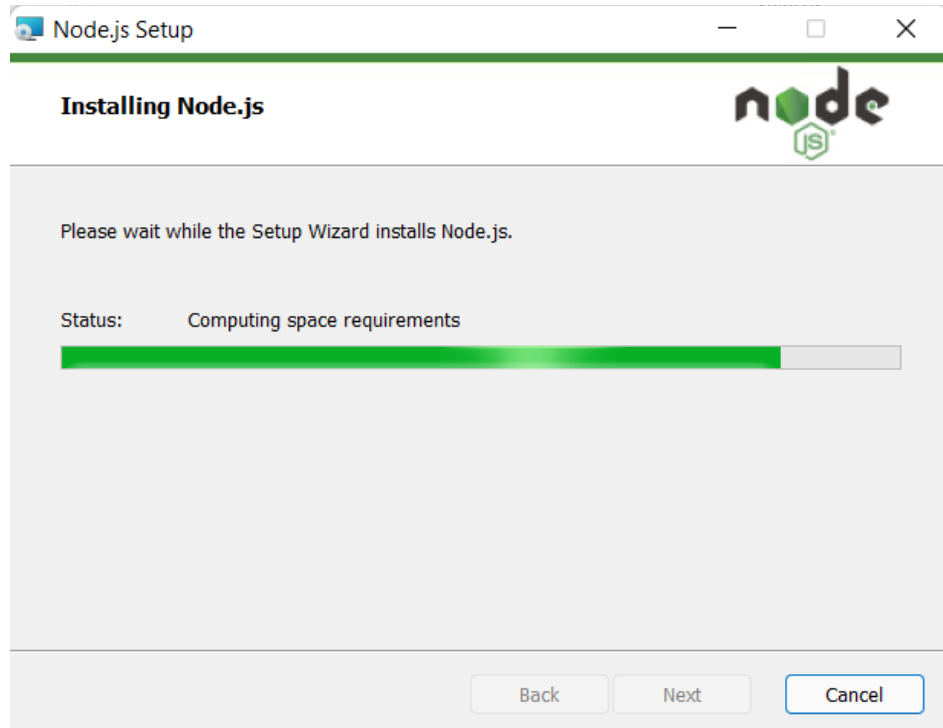 Node.js Setup
Installing Node.js
node
JS
Please wait while the Setup Wizard installs Node.js.
Status: Computing space requirements
Back Next Cancel